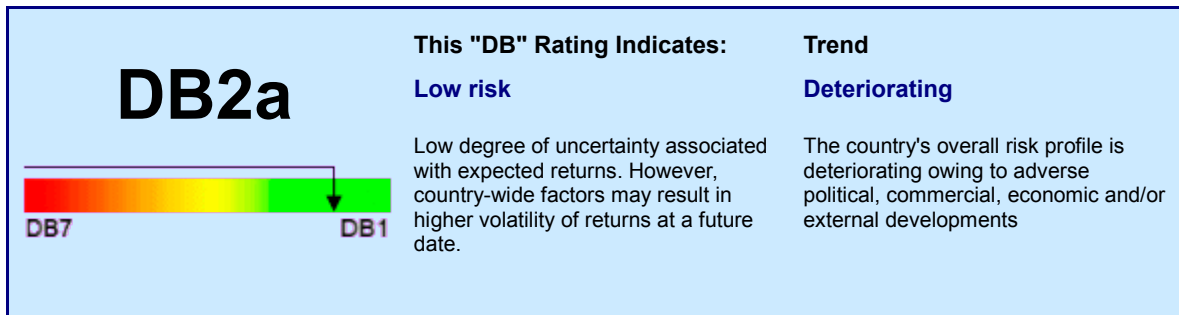 DB2a
DB7 DB1
This "DB" Rating Indicates:
Low risk
Low degree of uncertainty associated
with expected returns. However,
country-wide factors may result in
higher volatility of returns at a future
date.
Trend
Deteriorating
The country's overall risk profile is
deteriorating owing to adverse
political, commercial, economic and/or
external developments